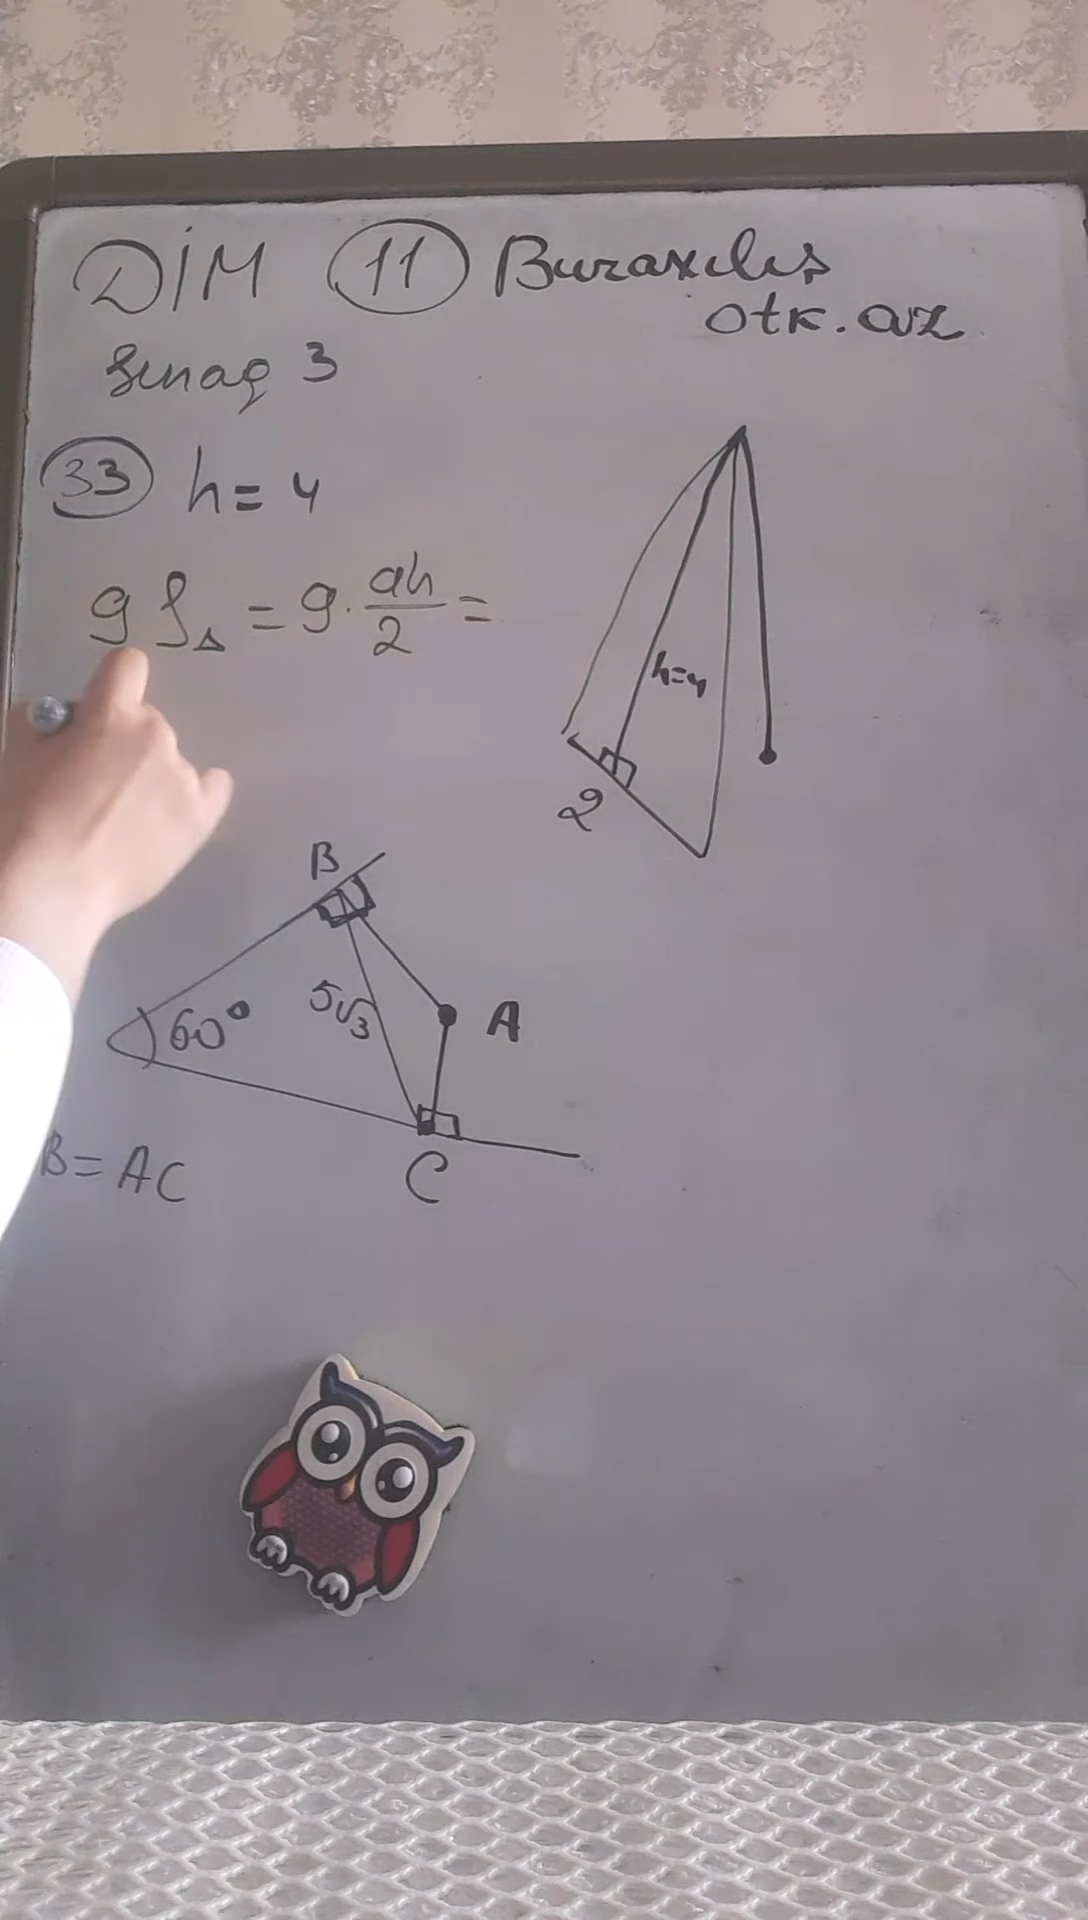 DİM 11 Buraxılış
otk.az
Sınaq 3
33 h=4
9 S△ = 9·ah/2 =
h=4
2
B
60° 5√3 A
B=AC
C